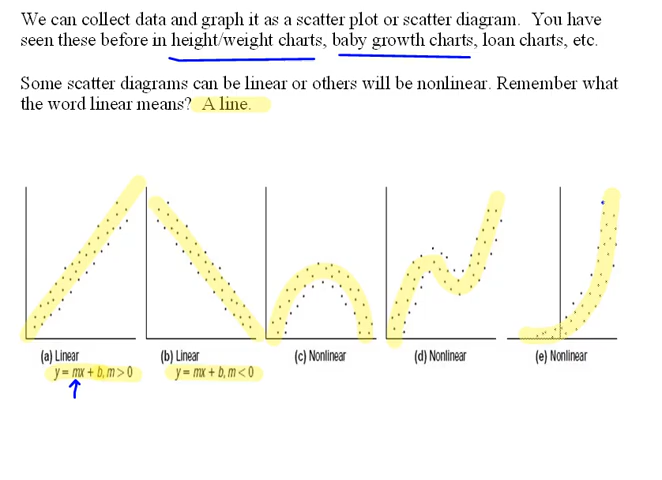 We can collect data and graph it as a scatter plot or scatter diagram. You have
seen these before in height/weight charts, baby growth charts, loan charts, etc.
Some scatter diagrams can be linear or others will be nonlinear. Remember what
the word linear means? A line.
(a) Linear
y = mx + b, m > 0
(b) Linear
y = mx + b, m < 0
(c) Nonlinear
(d) Nonlinear
(e) Nonlinear